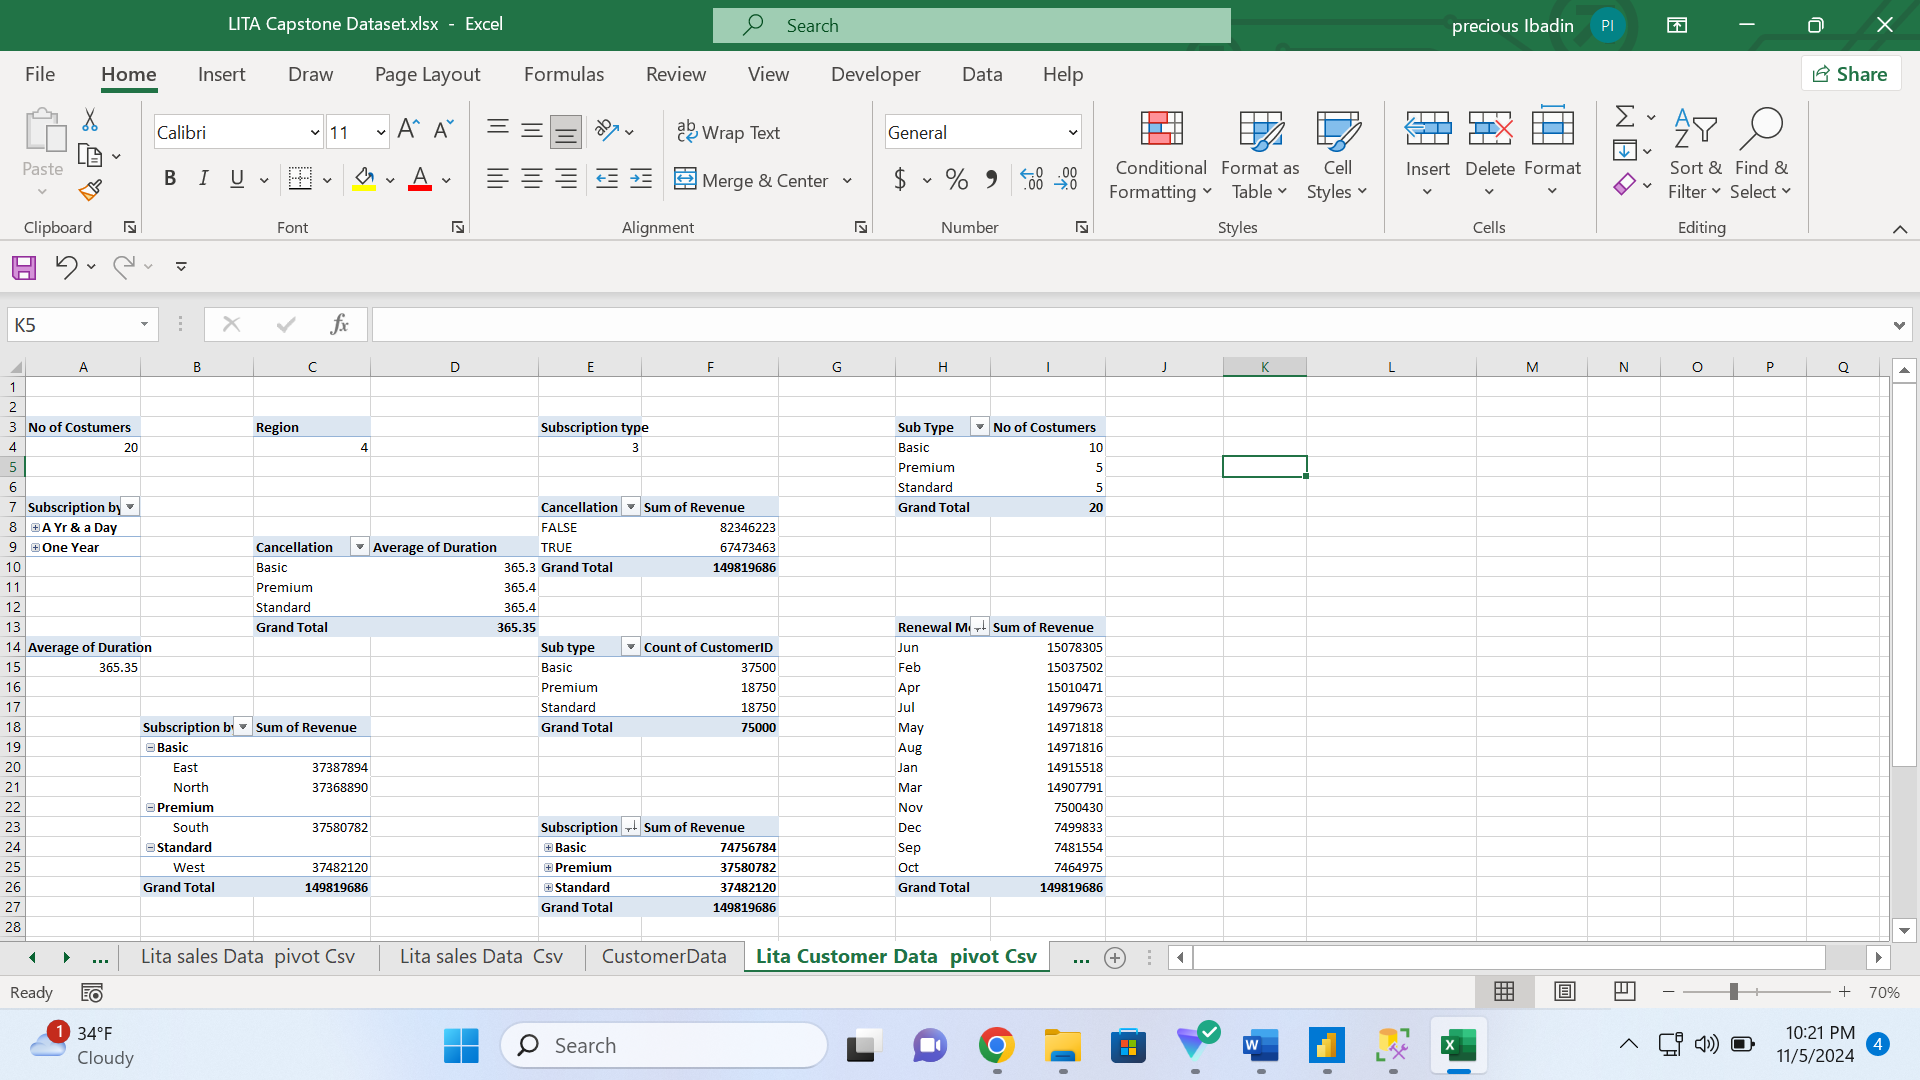 LITA Capstone Dataset.xlsx - Excel
Search
precious Ibadin
PI
File Home Insert Draw Page Layout Formulas Review View Developer Data Help
Share
Calibri 11
ab Wrap Text
General
Paste
B I U
A
Merge & Center
$ % 9
Conditional Formatting
Format as Table
Cell Styles
Insert
Delete
Format
Sort & Filter
Find & Select
Clipboard Font Alignment Number Styles Cells Editing
K5
fx
A B C D E F G H I J K L M N O P Q
1
2
3 No of Costumers Region Subscription type Sub Type No of Costumers
4 20 4 3 Basic 10
5 Premium 5
6 Standard 5
7 Subscription by Cancellation Sum of Revenue Grand Total 20
8 A Yr & a Day FALSE 82346223
9 One Year Cancellation Average of Duration TRUE 67473463
10 Basic 365.3 Grand Total 149819686
11 Premium 365.4
12 Standard 365.4
13 Grand Total 365.35 Renewal M Sum of Revenue
14 Average of Duration Sub type Count of CustomerID Jun 15078305
15 365.35 Basic 37500 Feb 15037502
16 Premium 18750 Apr 15010471
17 Standard 18750 Jul 14979673
18 Subscription by Sum of Revenue Grand Total 75000 May 14971818
19 Basic Aug 14971816
20 East 37387894 Jan 14915518
21 North 37368890 Mar 14907791
22 Premium Nov 7500430
23 South 37580782 Subscription Sum of Revenue Dec 7499833
24 Standard Basic 74756784 Sep 7481554
25 West 37482120 Premium 37580782 Oct 7464975
26 Grand Total 149819686 Standard 37482120 Grand Total 149819686
27 Grand Total 149819686
28
... Lita sales Data pivot Csv Lita sales Data Csv CustomerData Lita Customer Data pivot Csv ...
Ready
70%
1
34°F
Cloudy
Search
10:21 PM
11/5/2024
4